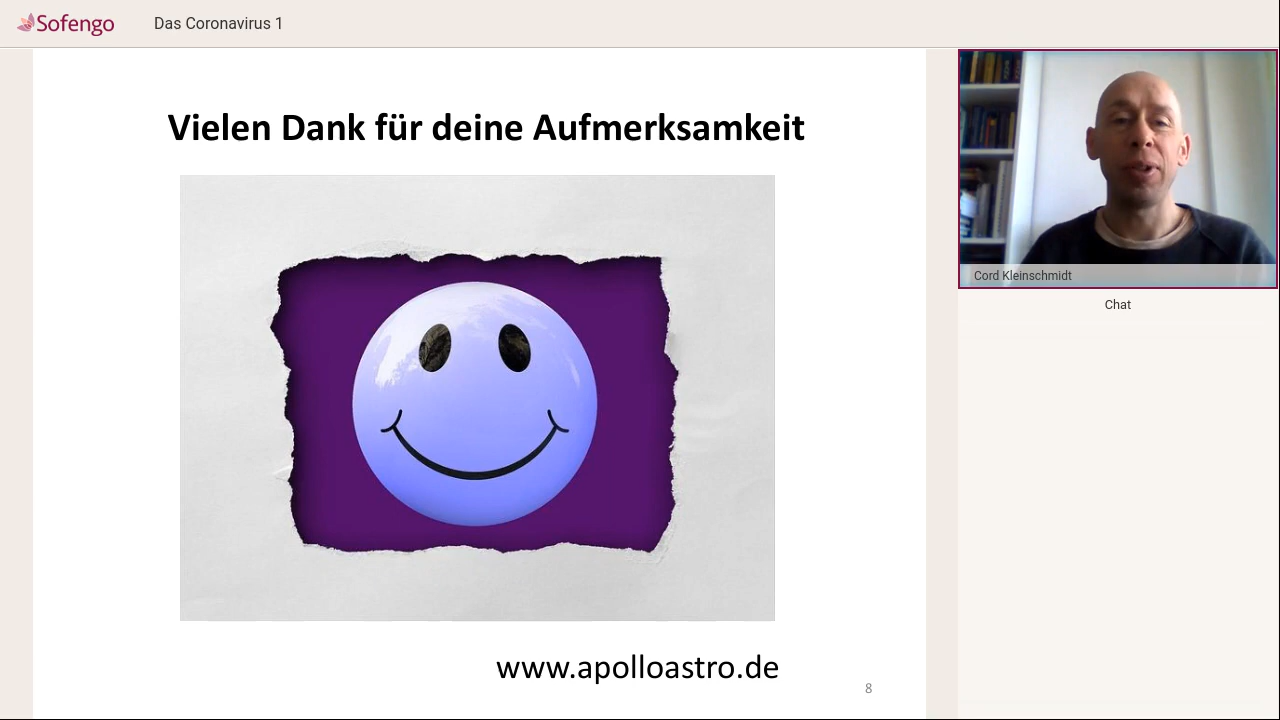 Sofengo
Das Coronavirus 1
Vielen Dank für deine Aufmerksamkeit
www.apolloastro.de
8
Cord Kleinschmidt
Chat